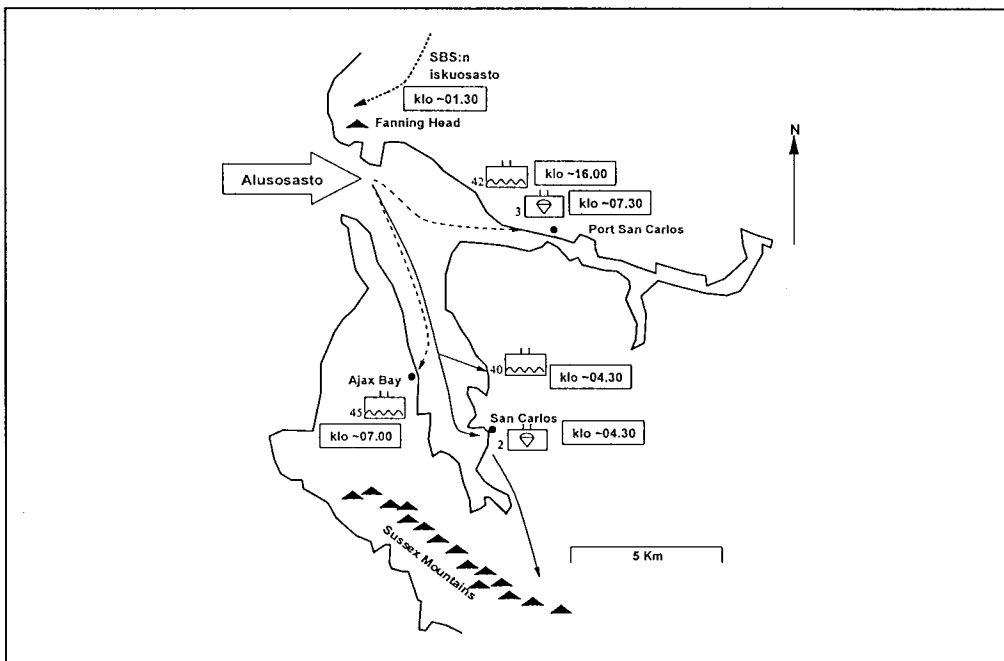 SBS:n
iskuosasto
klo ~01.30
Fanning Head
N
Alusosasto
42
klo ~16.00
3
klo ~07.30
Port San Carlos
40
klo ~04.30
Ajax Bay
45
klo ~07.00
San Carlos
2
klo ~04.30
Sussex Mountains
5 Km